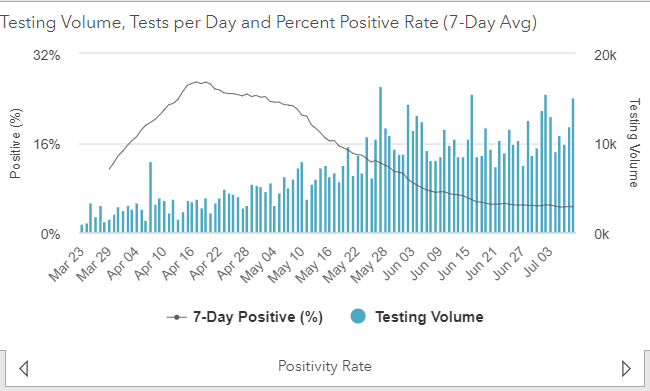 Testing Volume, Tests per Day and Percent Positive Rate (7-Day Avg)
32%
20k
16%
10k
0%
0k
Positive (%)
Testing Volume
Mar 23
Mar 29
Apr 04
Apr 10
Apr 16
Apr 22
Apr 28
May 04
May 10
May 16
May 22
May 28
Jun 03
Jun 09
Jun 15
Jun 21
Jun 27
Jul 03
7-Day Positive (%)
Testing Volume
Positivity Rate